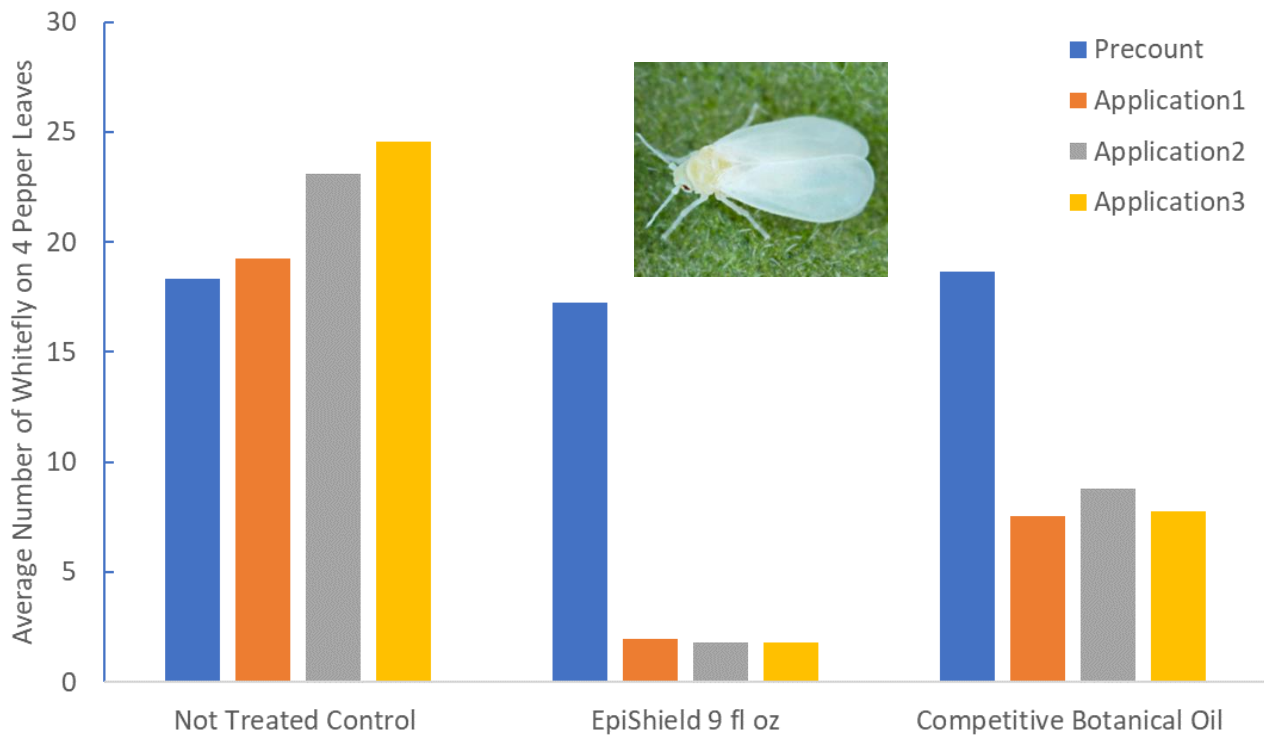 Average Number of Whitefly on 4 Pepper Leaves
30
25
20
15
10
5
0
Precount
Application1
Application2
Application3
Not Treated Control
EpiShield 9 fl oz
Competitive Botanical Oil